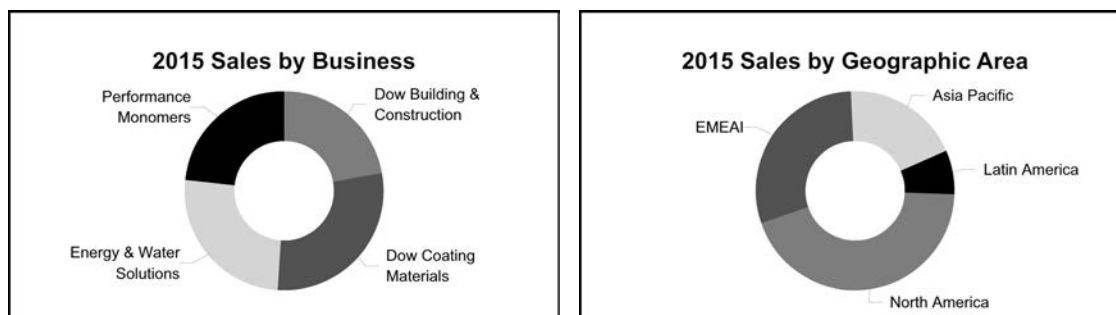 2015 Sales by Business
Performance
Monomers
Dow Building &
Construction
Energy & Water
Solutions
Dow Coating
Materials
2015 Sales by Geographic Area
Asia Pacific
EMEAI
Latin America
North America